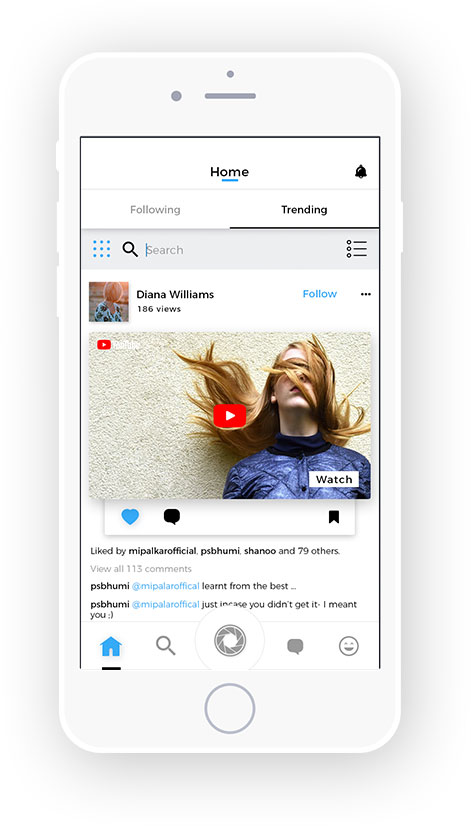 Home
Following Trending
Search
Diana Williams Follow
186 views
YouTube
Watch
Liked by mipalkarofficial, psbhumi, shanoo and 79 others.
View all 113 comments
psbhumi @mipalaroffical learnt from the best ...
psbhumi @mipalaroffical just incase you didn't get it- I meant
you ;)